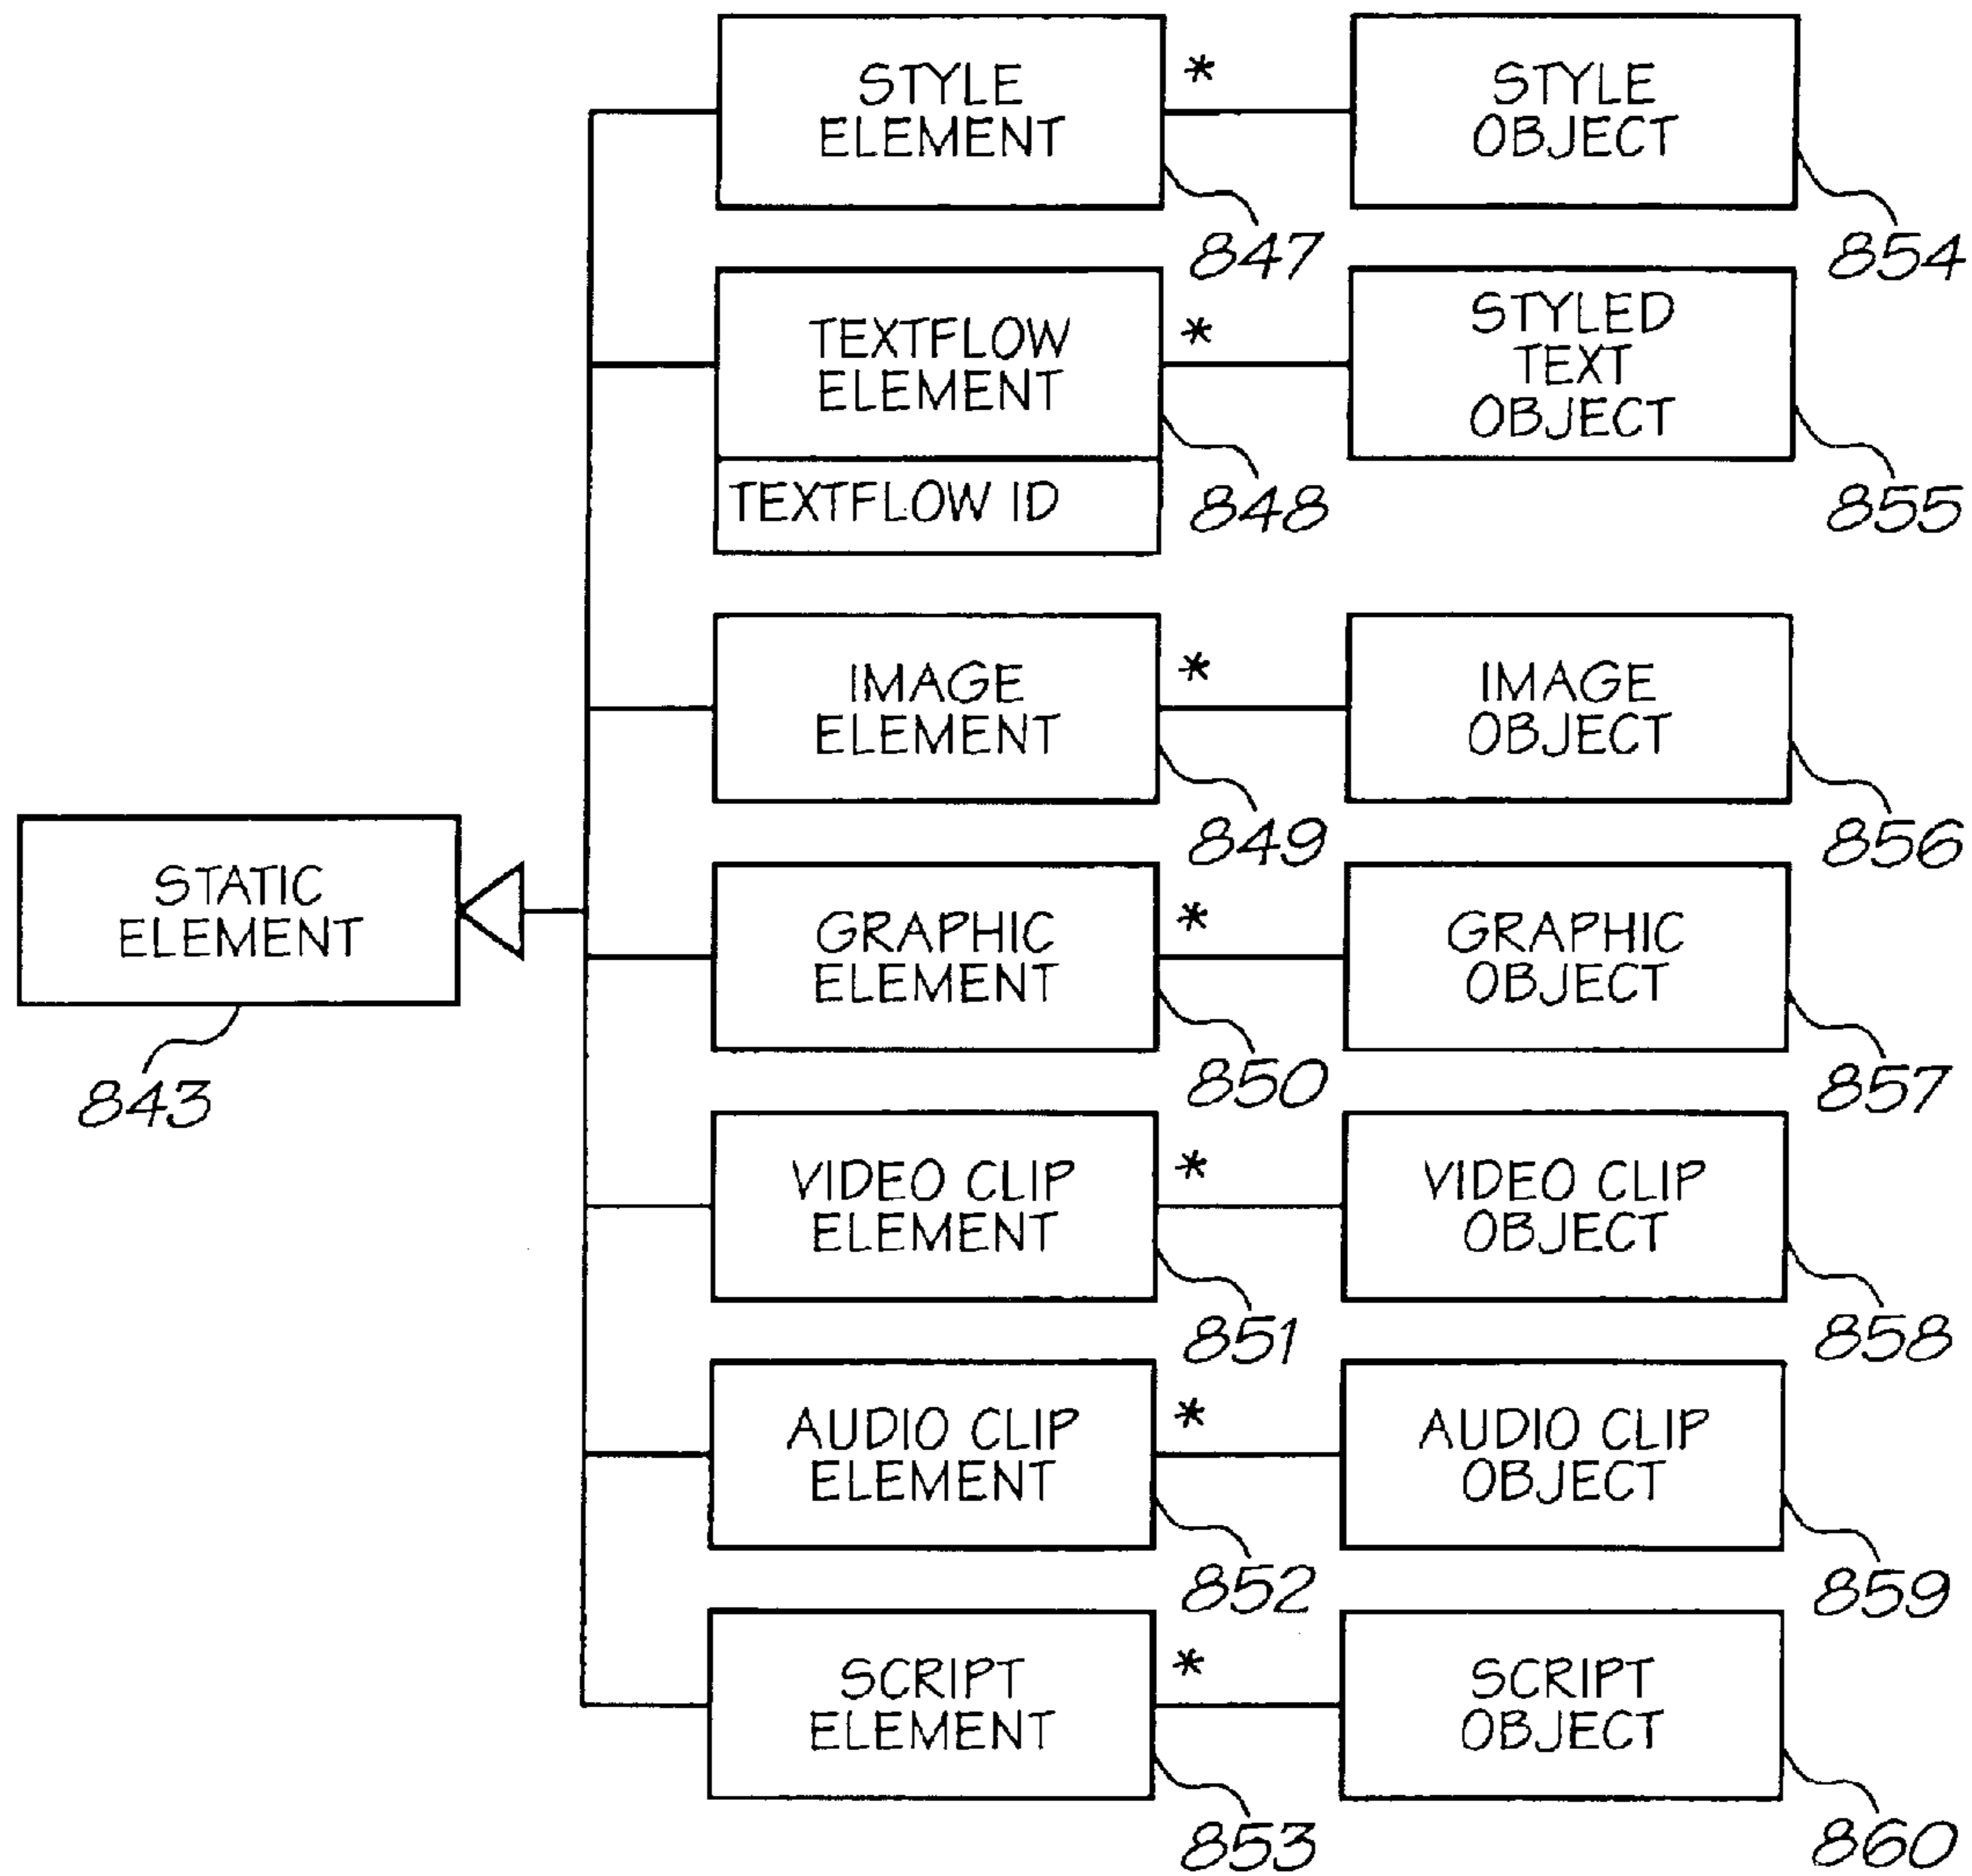 STYLE
ELEMENT
*
STYLE
OBJECT
847
854
TEXTFLOW
ELEMENT
*
STYLED
TEXT
OBJECT
TEXTFLOW ID
848
855
IMAGE
ELEMENT
*
IMAGE
OBJECT
849
856
STATIC
ELEMENT
843
GRAPHIC
ELEMENT
*
GRAPHIC
OBJECT
850
857
VIDEO CLIP
ELEMENT
*
VIDEO CLIP
OBJECT
851
858
AUDIO CLIP
ELEMENT
*
AUDIO CLIP
OBJECT
852
859
SCRIPT
ELEMENT
*
SCRIPT
OBJECT
853
860